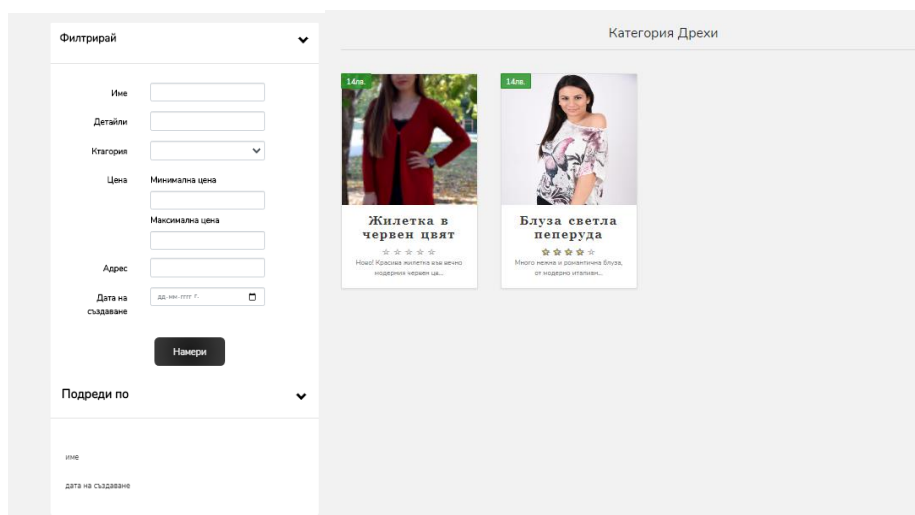 Филтрирай
Име
Детайли
Ктагория
Цена
Минимална цена
Максимална цена
Адрес
Дата на
създаване
дд.мм.гггг г.
Намери
Подреди по
име
дата на създаване
Категория Дрехи
14лв.
Жилетка в
червен цвят
Ново! Красива жилетка във вечно
модерния червен цв...
14лв.
Блуза светла
пеперуда
Много нежна и романтична блуза,
от модерно италиан...